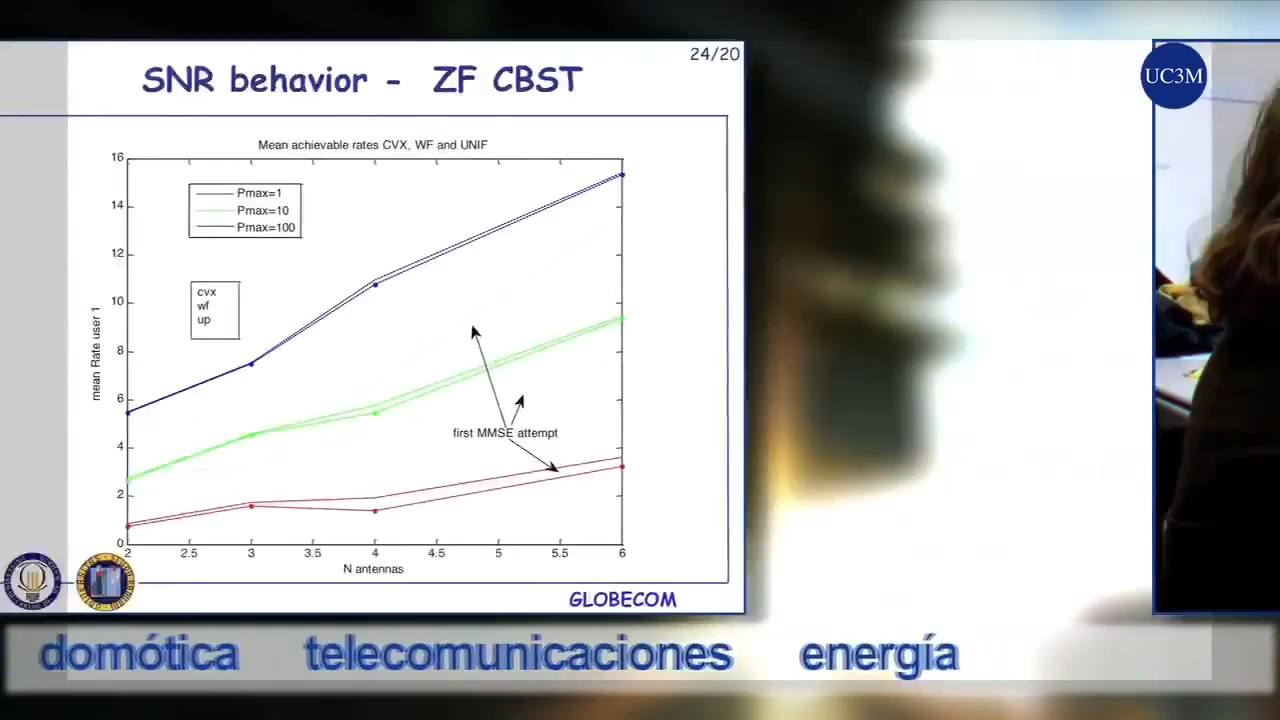 24/20
SNR behavior - ZF CBST
UC3M
Mean achievable rates CVX, WF and UNIF
16
14
12
10
8
6
4
2
0
Pmax=1
Pmax=10
Pmax=100
cvx
wf
up
mean Rate user 1
first MMSE attempt
2 2.5 3 3.5 4 4.5 5 5.5 6
N antennas
GLOBECOM
domótica telecomunicaciones energía